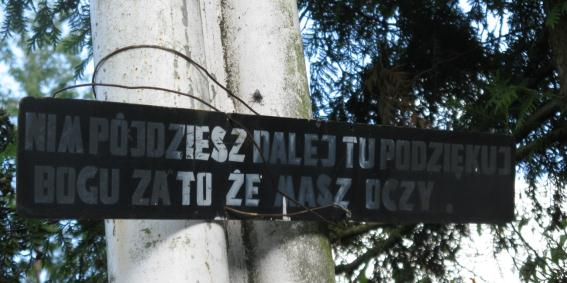 NIM PÓJDZIESZ DALEJ TU PODZIĘKUJ
BOGU ZA TO ŻE MASZ OCZY.